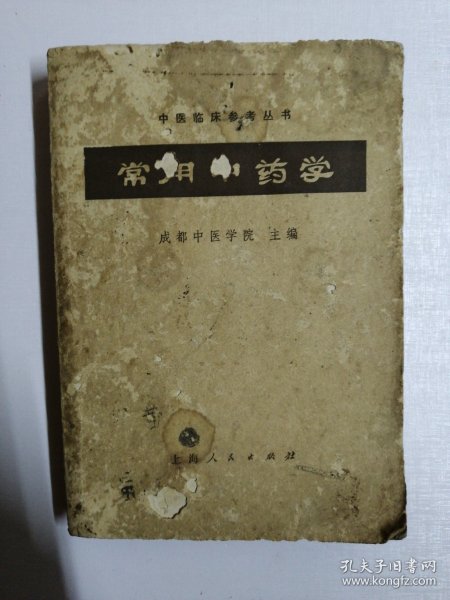 中医临床参考丛书
常用中药学
成都中医学院 主编
上海人民出版社
孔夫子旧书网
www.kongfz.com